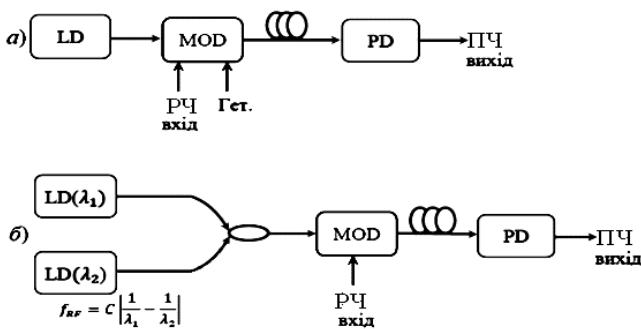 а) LD MOD PD ПЧ
вихід
РЧ Гет.
вхід
LD(λ₁)
б) MOD PD ПЧ
вихід
LD(λ₂)
f_RF = C |1/λ₁ − 1/λ₂|
РЧ
вхід